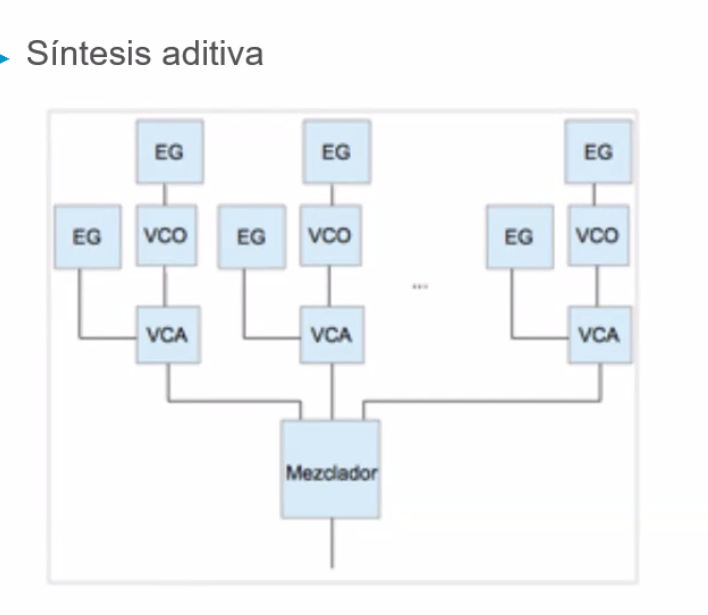 Síntesis aditiva
EG EG EG
EG VCO EG VCO EG VCO
...
VCA VCA VCA
Mezclador